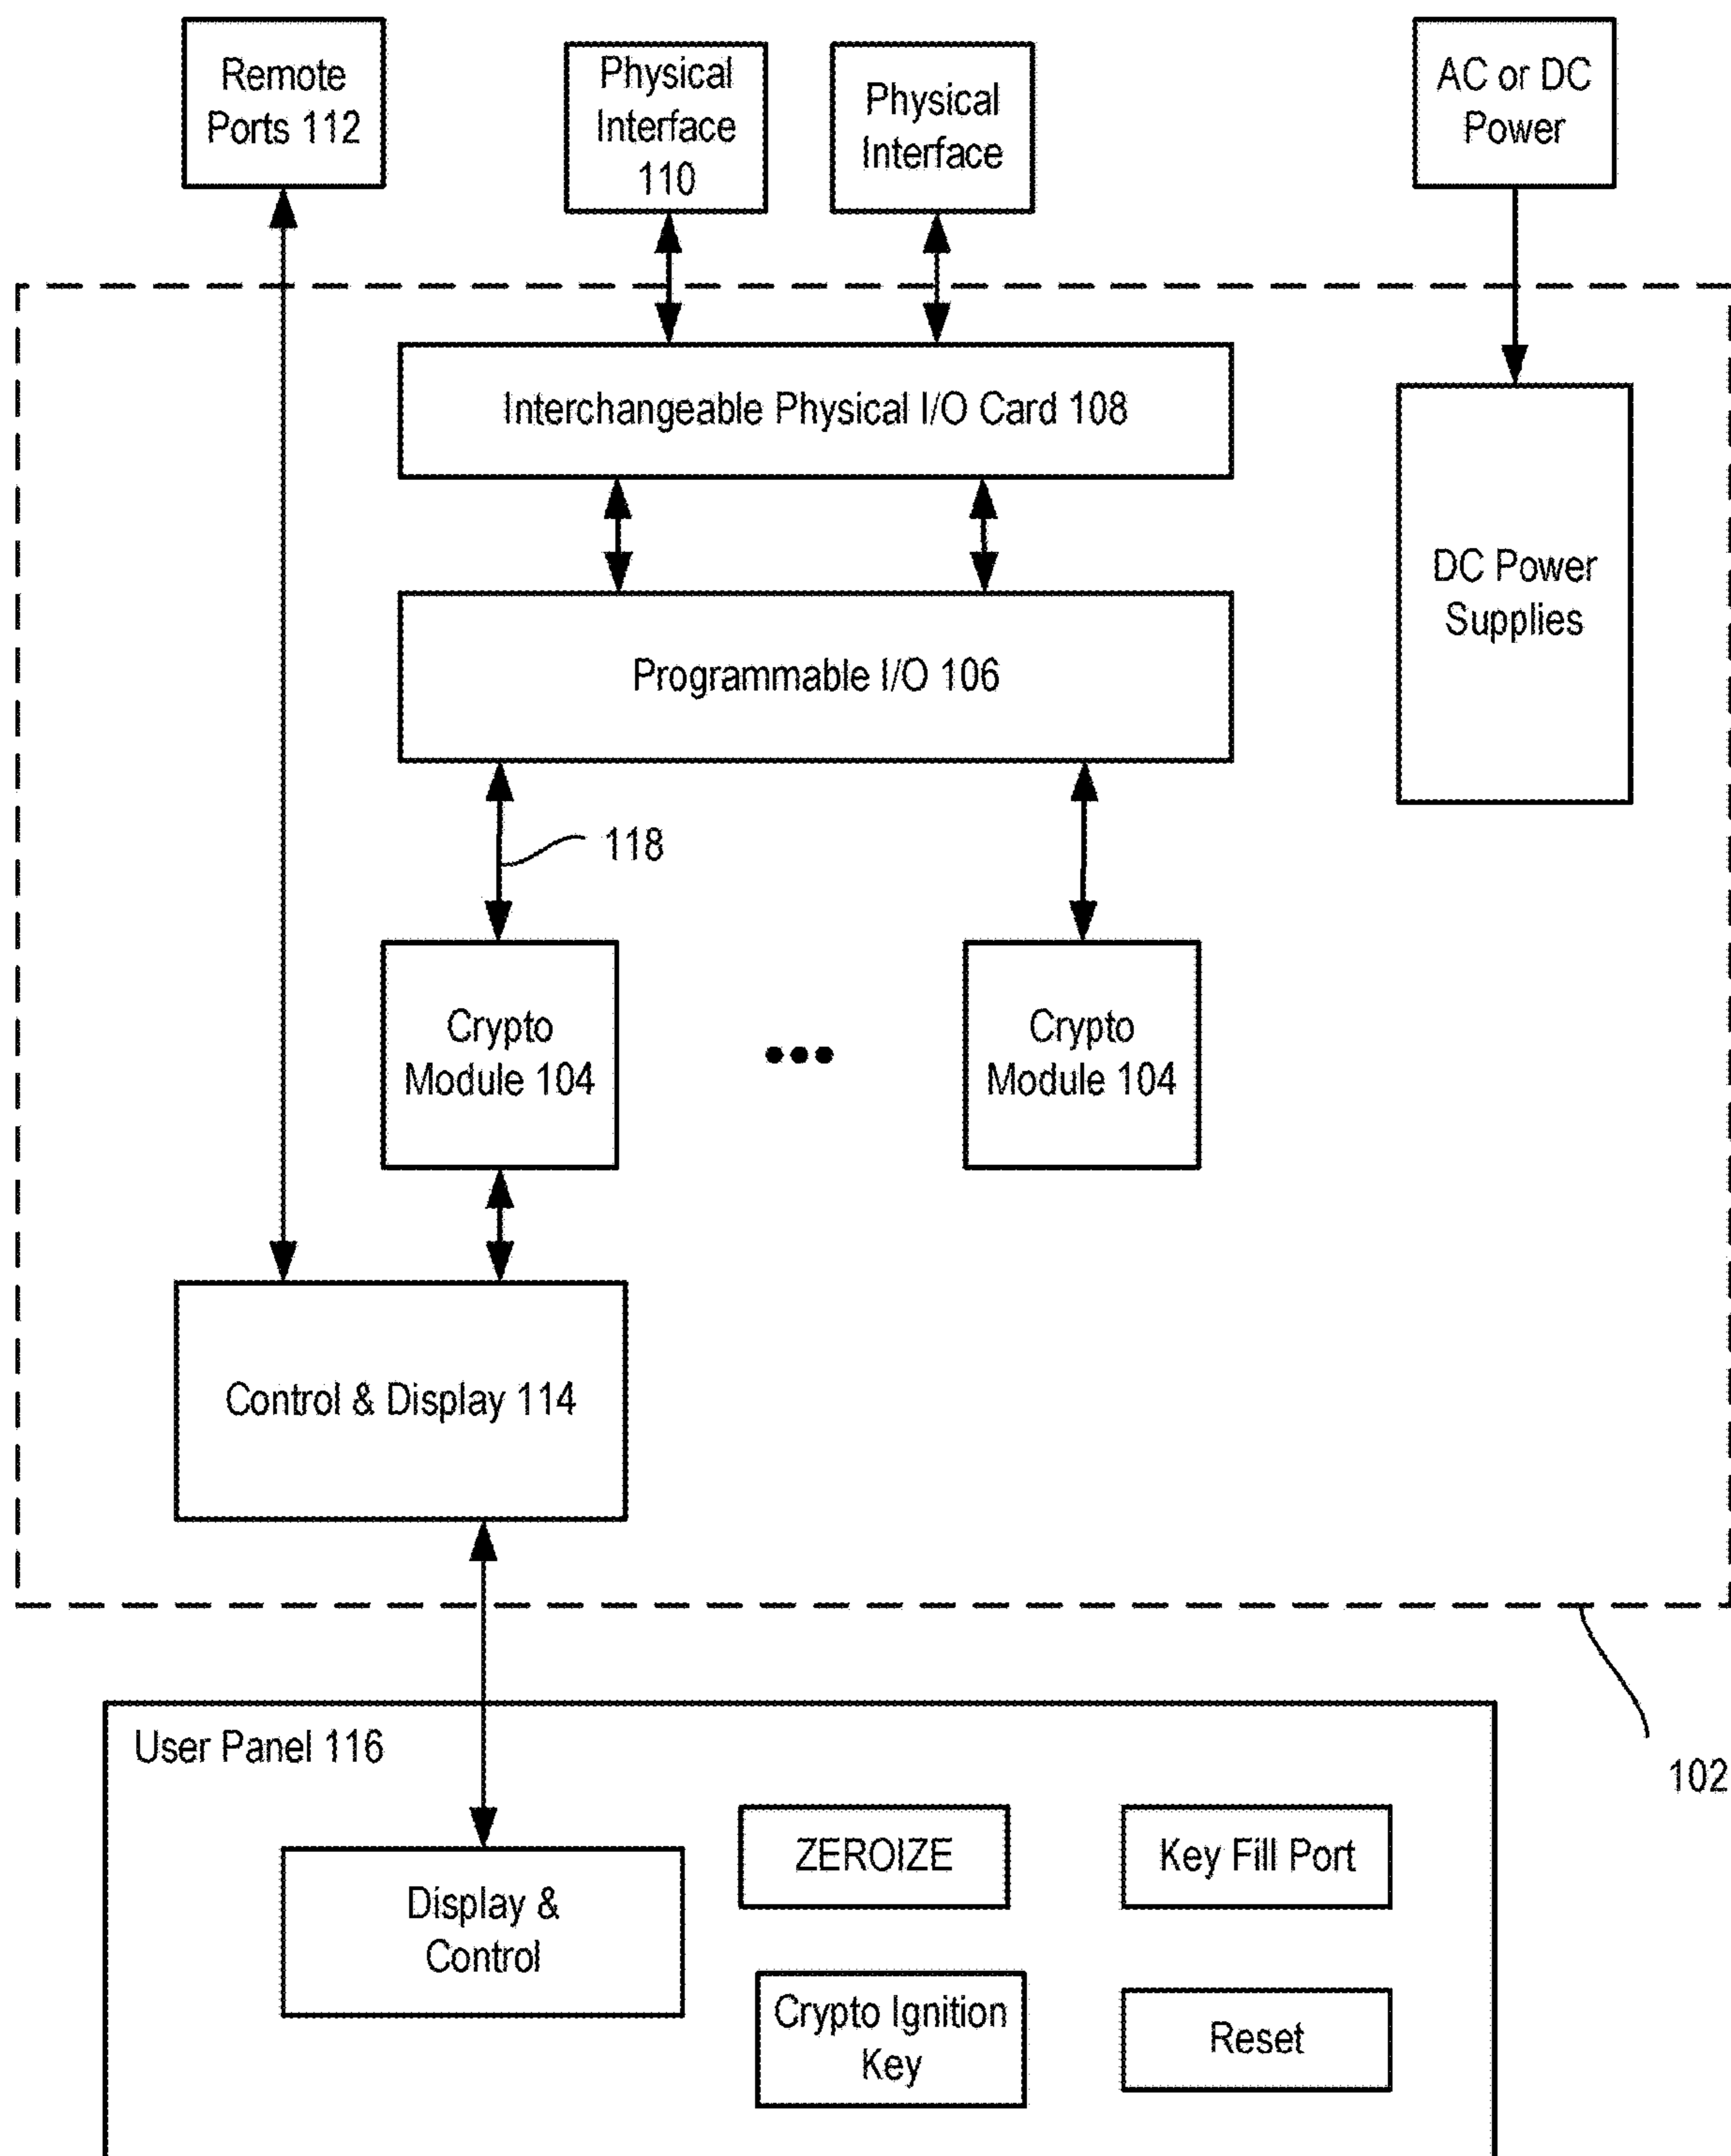 Remote
Ports 112
Physical
Interface
110
Physical
Interface
AC or DC
Power
Interchangeable Physical I/O Card 108
DC Power
Supplies
Programmable I/O 106
118
Crypto
Module 104
Crypto
Module 104
Control & Display 114
102
User Panel 116
ZEROIZE
Key Fill Port
Display &
Control
Crypto Ignition
Key
Reset